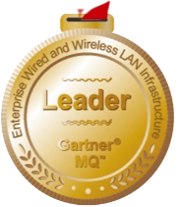 Enterprise Wired and Wireless LAN Infrastructure
Leader
Gartner®
MQ™